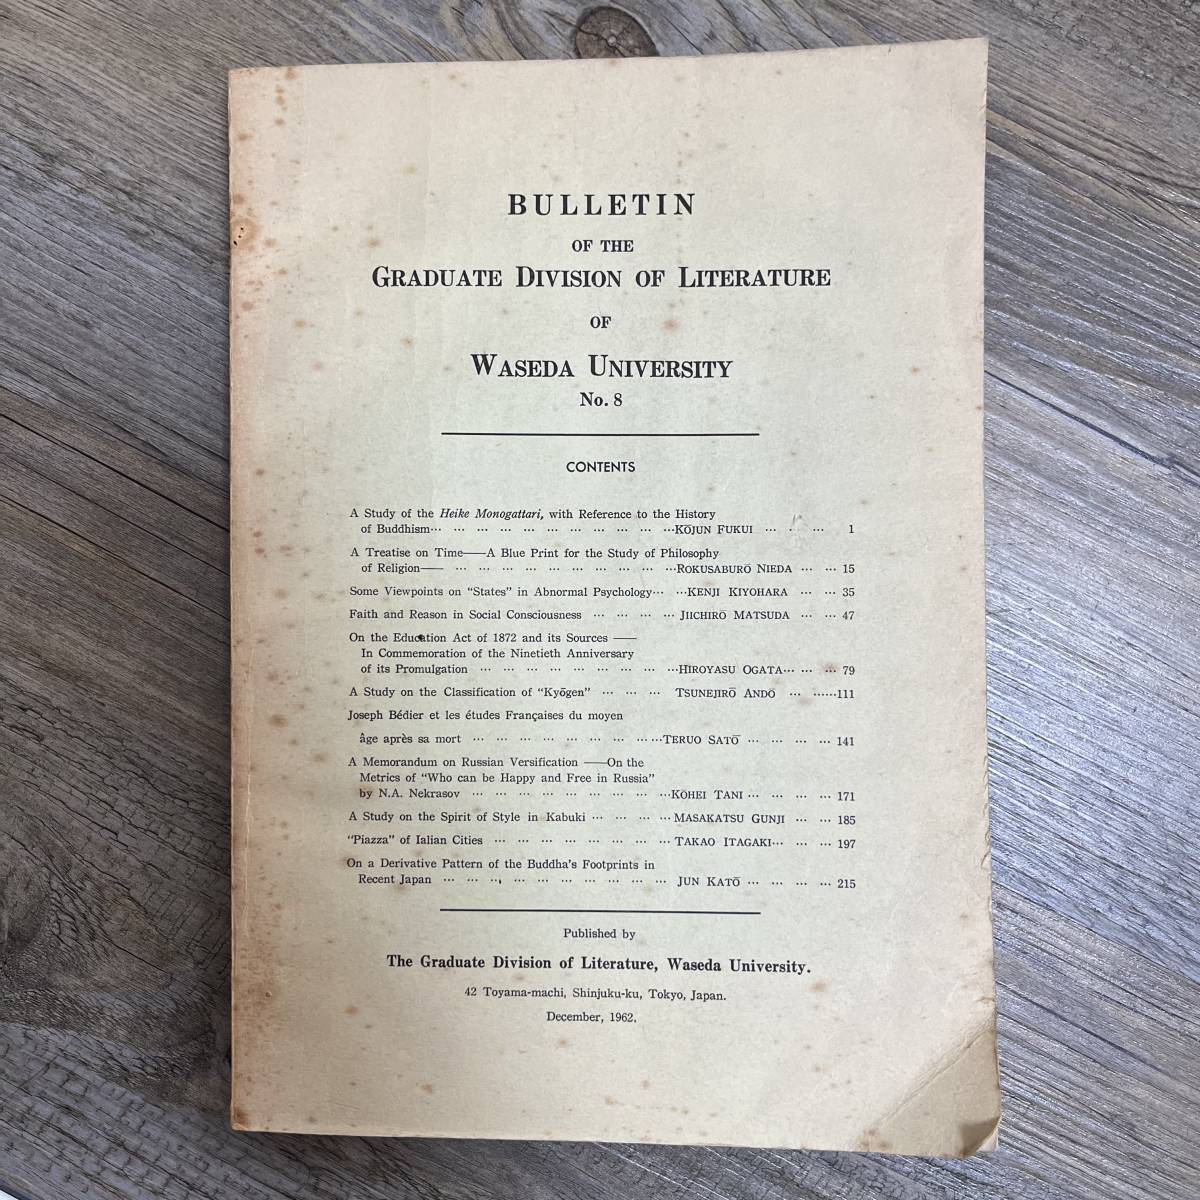 BULLETIN
OF THE
GRADUATE DIVISION OF LITERATURE
OF
WASEDA UNIVERSITY
No. 8
CONTENTS
A Study of the Heike Monogattari, with Reference to the History
of Buddhism… … … … … … … … … … …KŌJUN FUKUI … … … 1
A Treatise on Time——A Blue Print for the Study of Philosophy
of Religion—— … … … … … … … … … …ROKUSABURŌ NIEDA … … 15
Some Viewpoints on "States" in Abnormal Psychology… …KENJI KIYOHARA … … 35
Faith and Reason in Social Consciousness … … … … JIICHIRŌ MATSUDA … … 47
On the Education Act of 1872 and its Sources ——
In Commemoration of the Ninetieth Anniversary
of its Promulgation … … … … … … … … …HIROYASU OGATA… … … 79
A Study on the Classification of "Kyōgen" … … … TSUNEJIRŌ ANDŌ … ……111
Joseph Bédier et les études Françaises du moyen
âge après sa mort … … … … … … … … …TERUO SATŌ … … … … 141
A Memorandum on Russian Versification ——On the
Metrics of "Who can be Happy and Free in Russia"
by N.A. Nekrasov … … … … … … … … …KŌHEI TANI … … … … 171
A Study on the Spirit of Style in Kabuki … … … … MASAKATSU GUNJI … … 185
"Piazza" of Ialian Cities … … … … … … … … TAKAO ITAGAKI… … … 197
On a Derivative Pattern of the Buddha's Footprints in
Recent Japan … … … … … … … … … … JUN KATŌ … … … … 215
Published by
The Graduate Division of Literature, Waseda University.
42 Toyama-machi, Shinjuku-ku, Tokyo, Japan.
December, 1962.